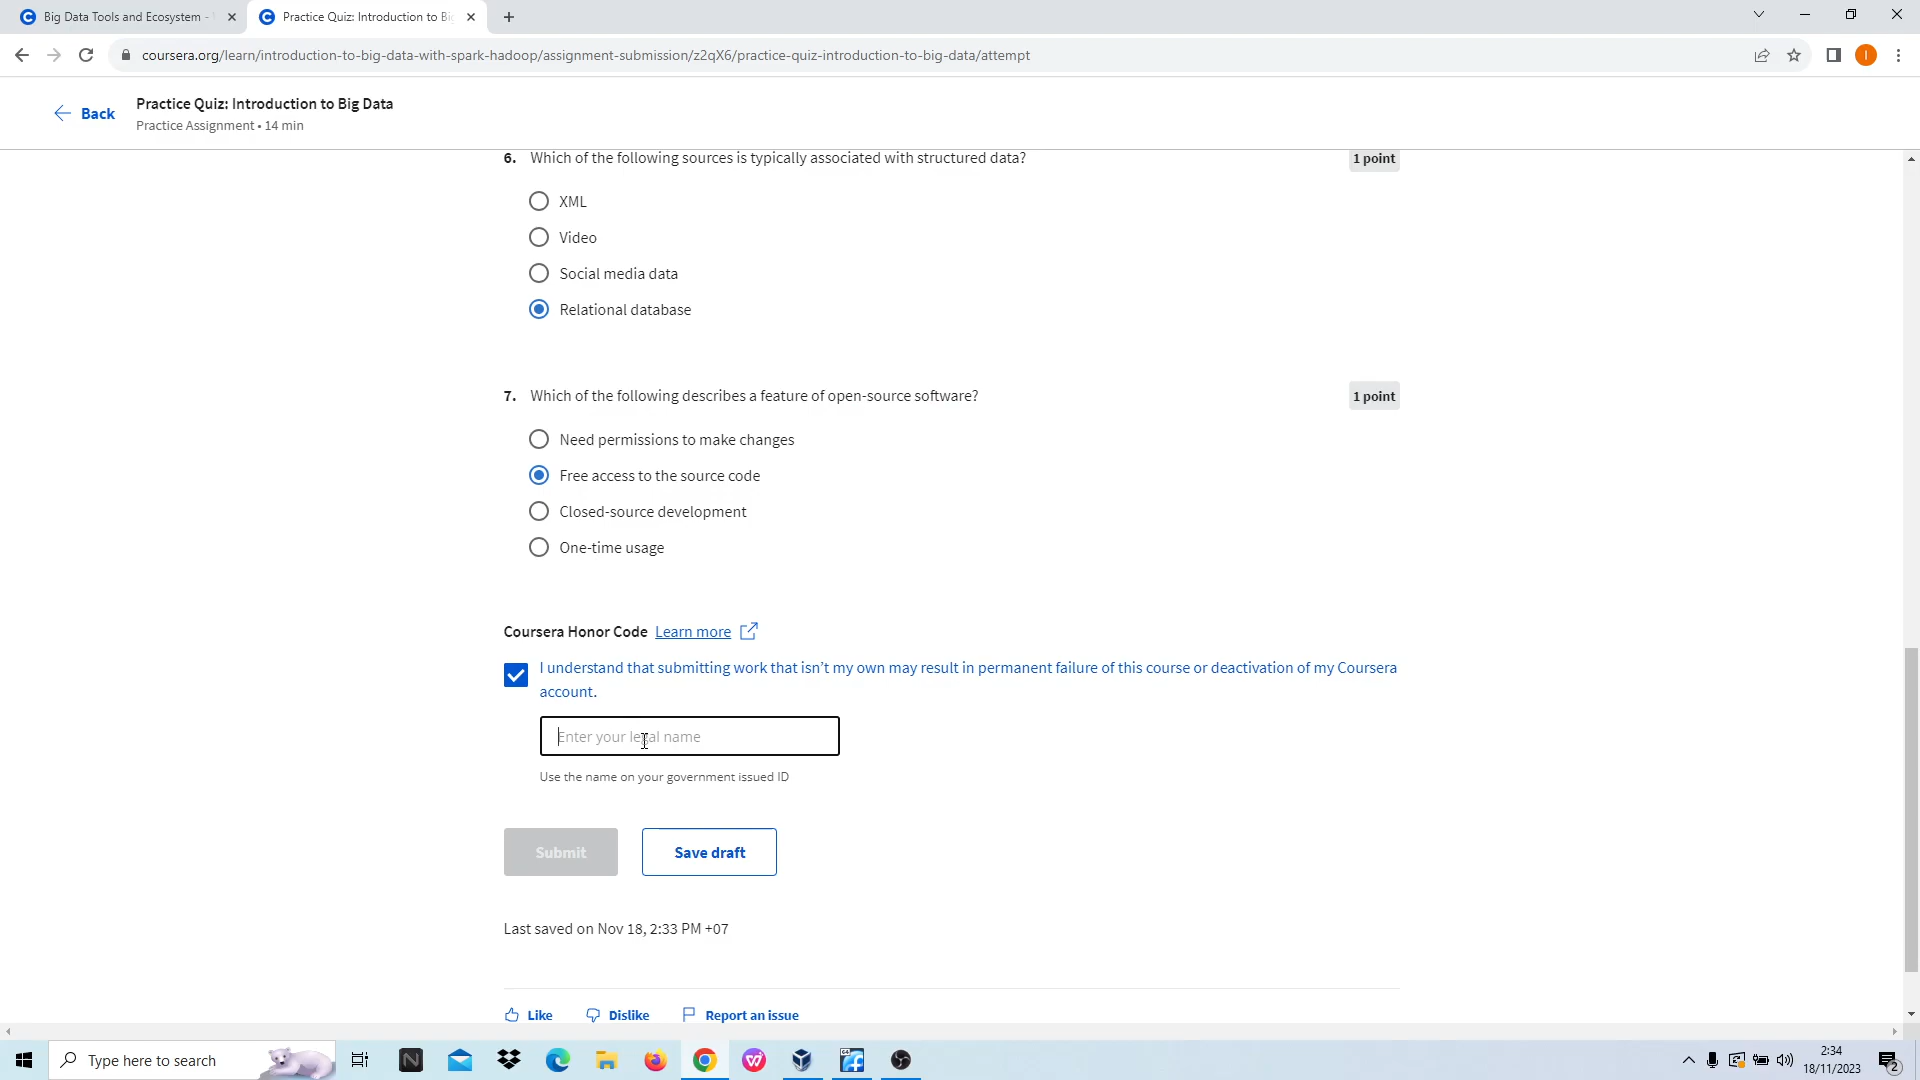 Big Data Tools and Ecosystem -
Practice Quiz: Introduction to Bi
coursera.org/learn/introduction-to-big-data-with-spark-hadoop/assignment-submission/z2qX6/practice-quiz-introduction-to-big-data/attempt
I
Back
Practice Quiz: Introduction to Big Data
Practice Assignment • 14 min
6. Which of the following sources is typically associated with structured data?
1 point
XML
Video
Social media data
Relational database
7. Which of the following describes a feature of open-source software?
1 point
Need permissions to make changes
Free access to the source code
Closed-source development
One-time usage
Coursera Honor Code Learn more
I understand that submitting work that isn't my own may result in permanent failure of this course or deactivation of my Coursera
account.
Enter your legal name
Use the name on your government issued ID
Submit
Save draft
Last saved on Nov 18, 2:33 PM +07
Like
Dislike
Report an issue
Type here to search
2:34
18/11/2023
2